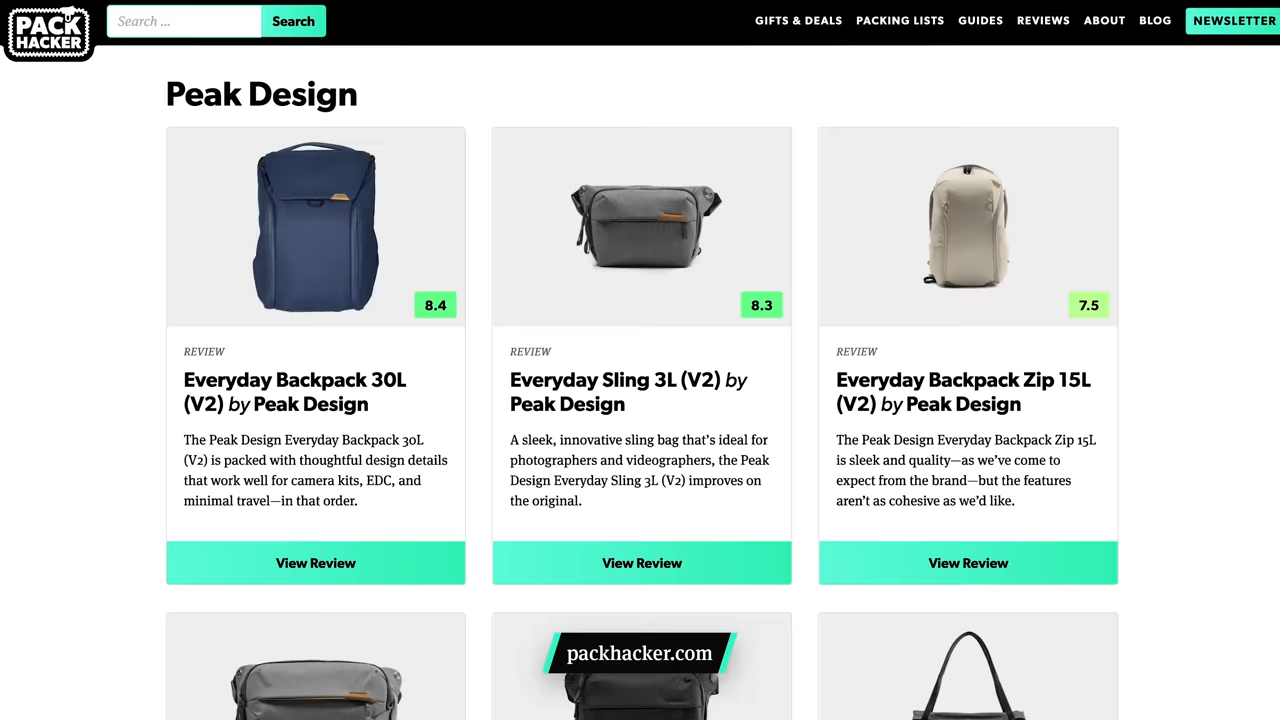 PACK
HACKER
Search ...
Search
GIFTS & DEALS
PACKING LISTS
GUIDES
REVIEWS
ABOUT
BLOG
NEWSLETTER
Peak Design
8.4
REVIEW
Everyday Backpack 30L
(V2) by Peak Design
The Peak Design Everyday Backpack 30L
(V2) is packed with thoughtful design details
that work well for camera kits, EDC, and
minimal travel—in that order.
View Review
8.3
REVIEW
Everyday Sling 3L (V2) by
Peak Design
A sleek, innovative sling bag that’s ideal for
photographers and videographers, the Peak
Design Everyday Sling 3L (V2) improves on
the original.
View Review
7.5
REVIEW
Everyday Backpack Zip 15L
(V2) by Peak Design
The Peak Design Everyday Backpack Zip 15L
is sleek and quality—as we’ve come to
expect from the brand—but the features
aren’t as cohesive as we’d like.
View Review
packhacker.com